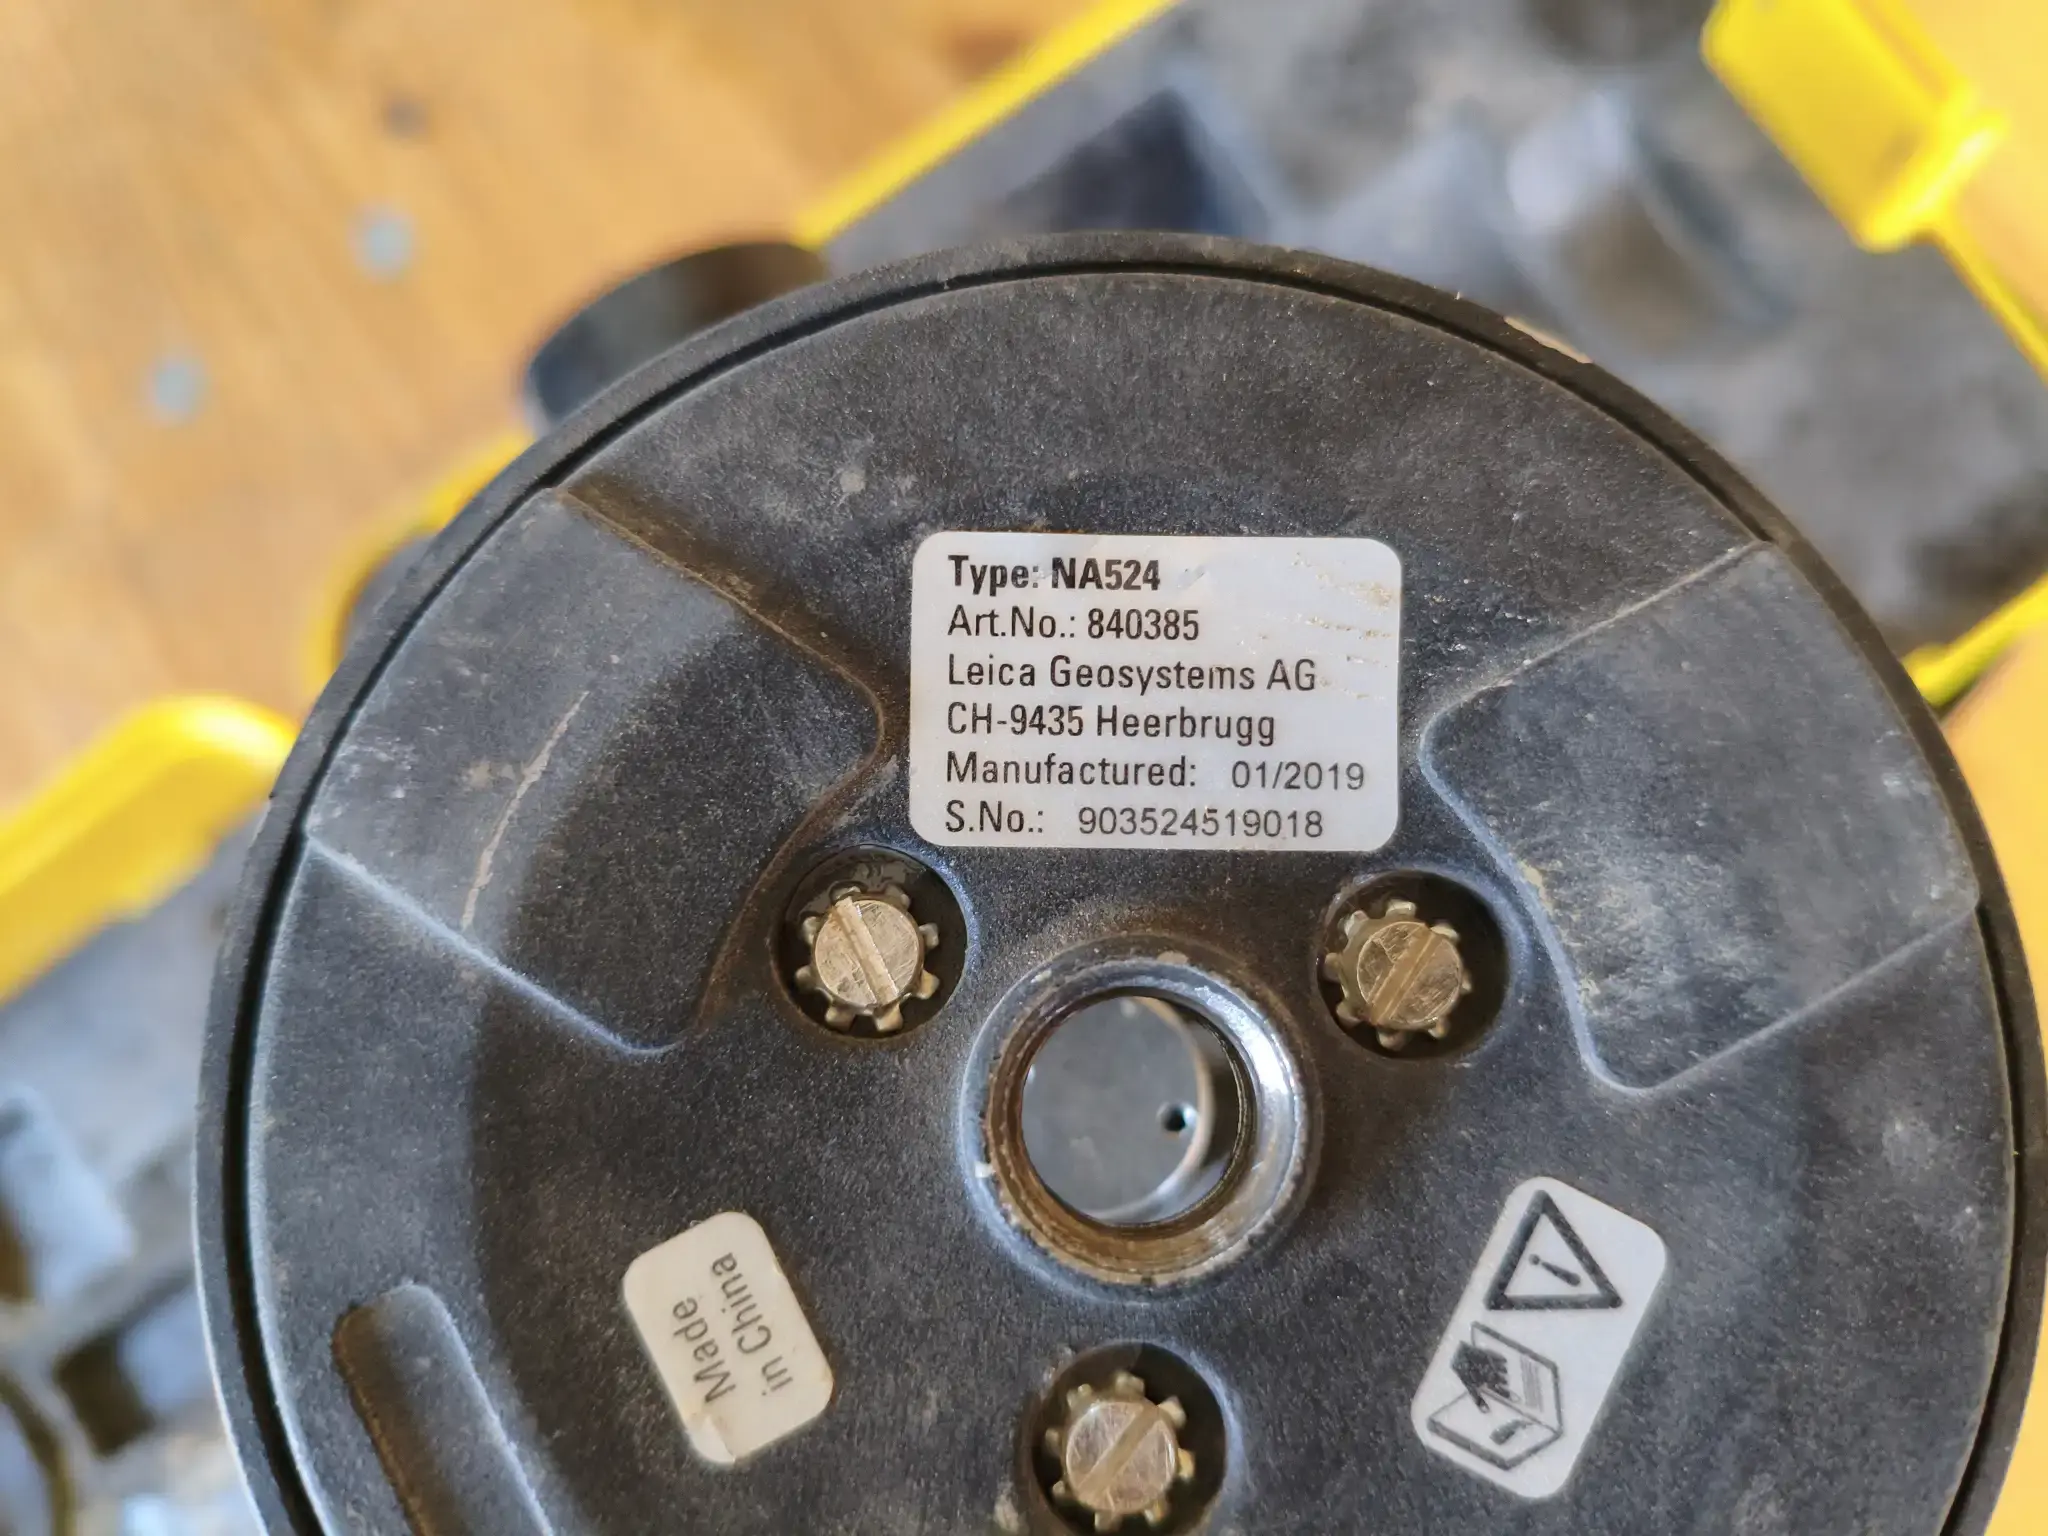 Type: NA524
Art.No.: 840385
Leica Geosystems AG
CH-9435 Heerbrugg
Manufactured: 01/2019
S.No.: 903524519018
Made
in China